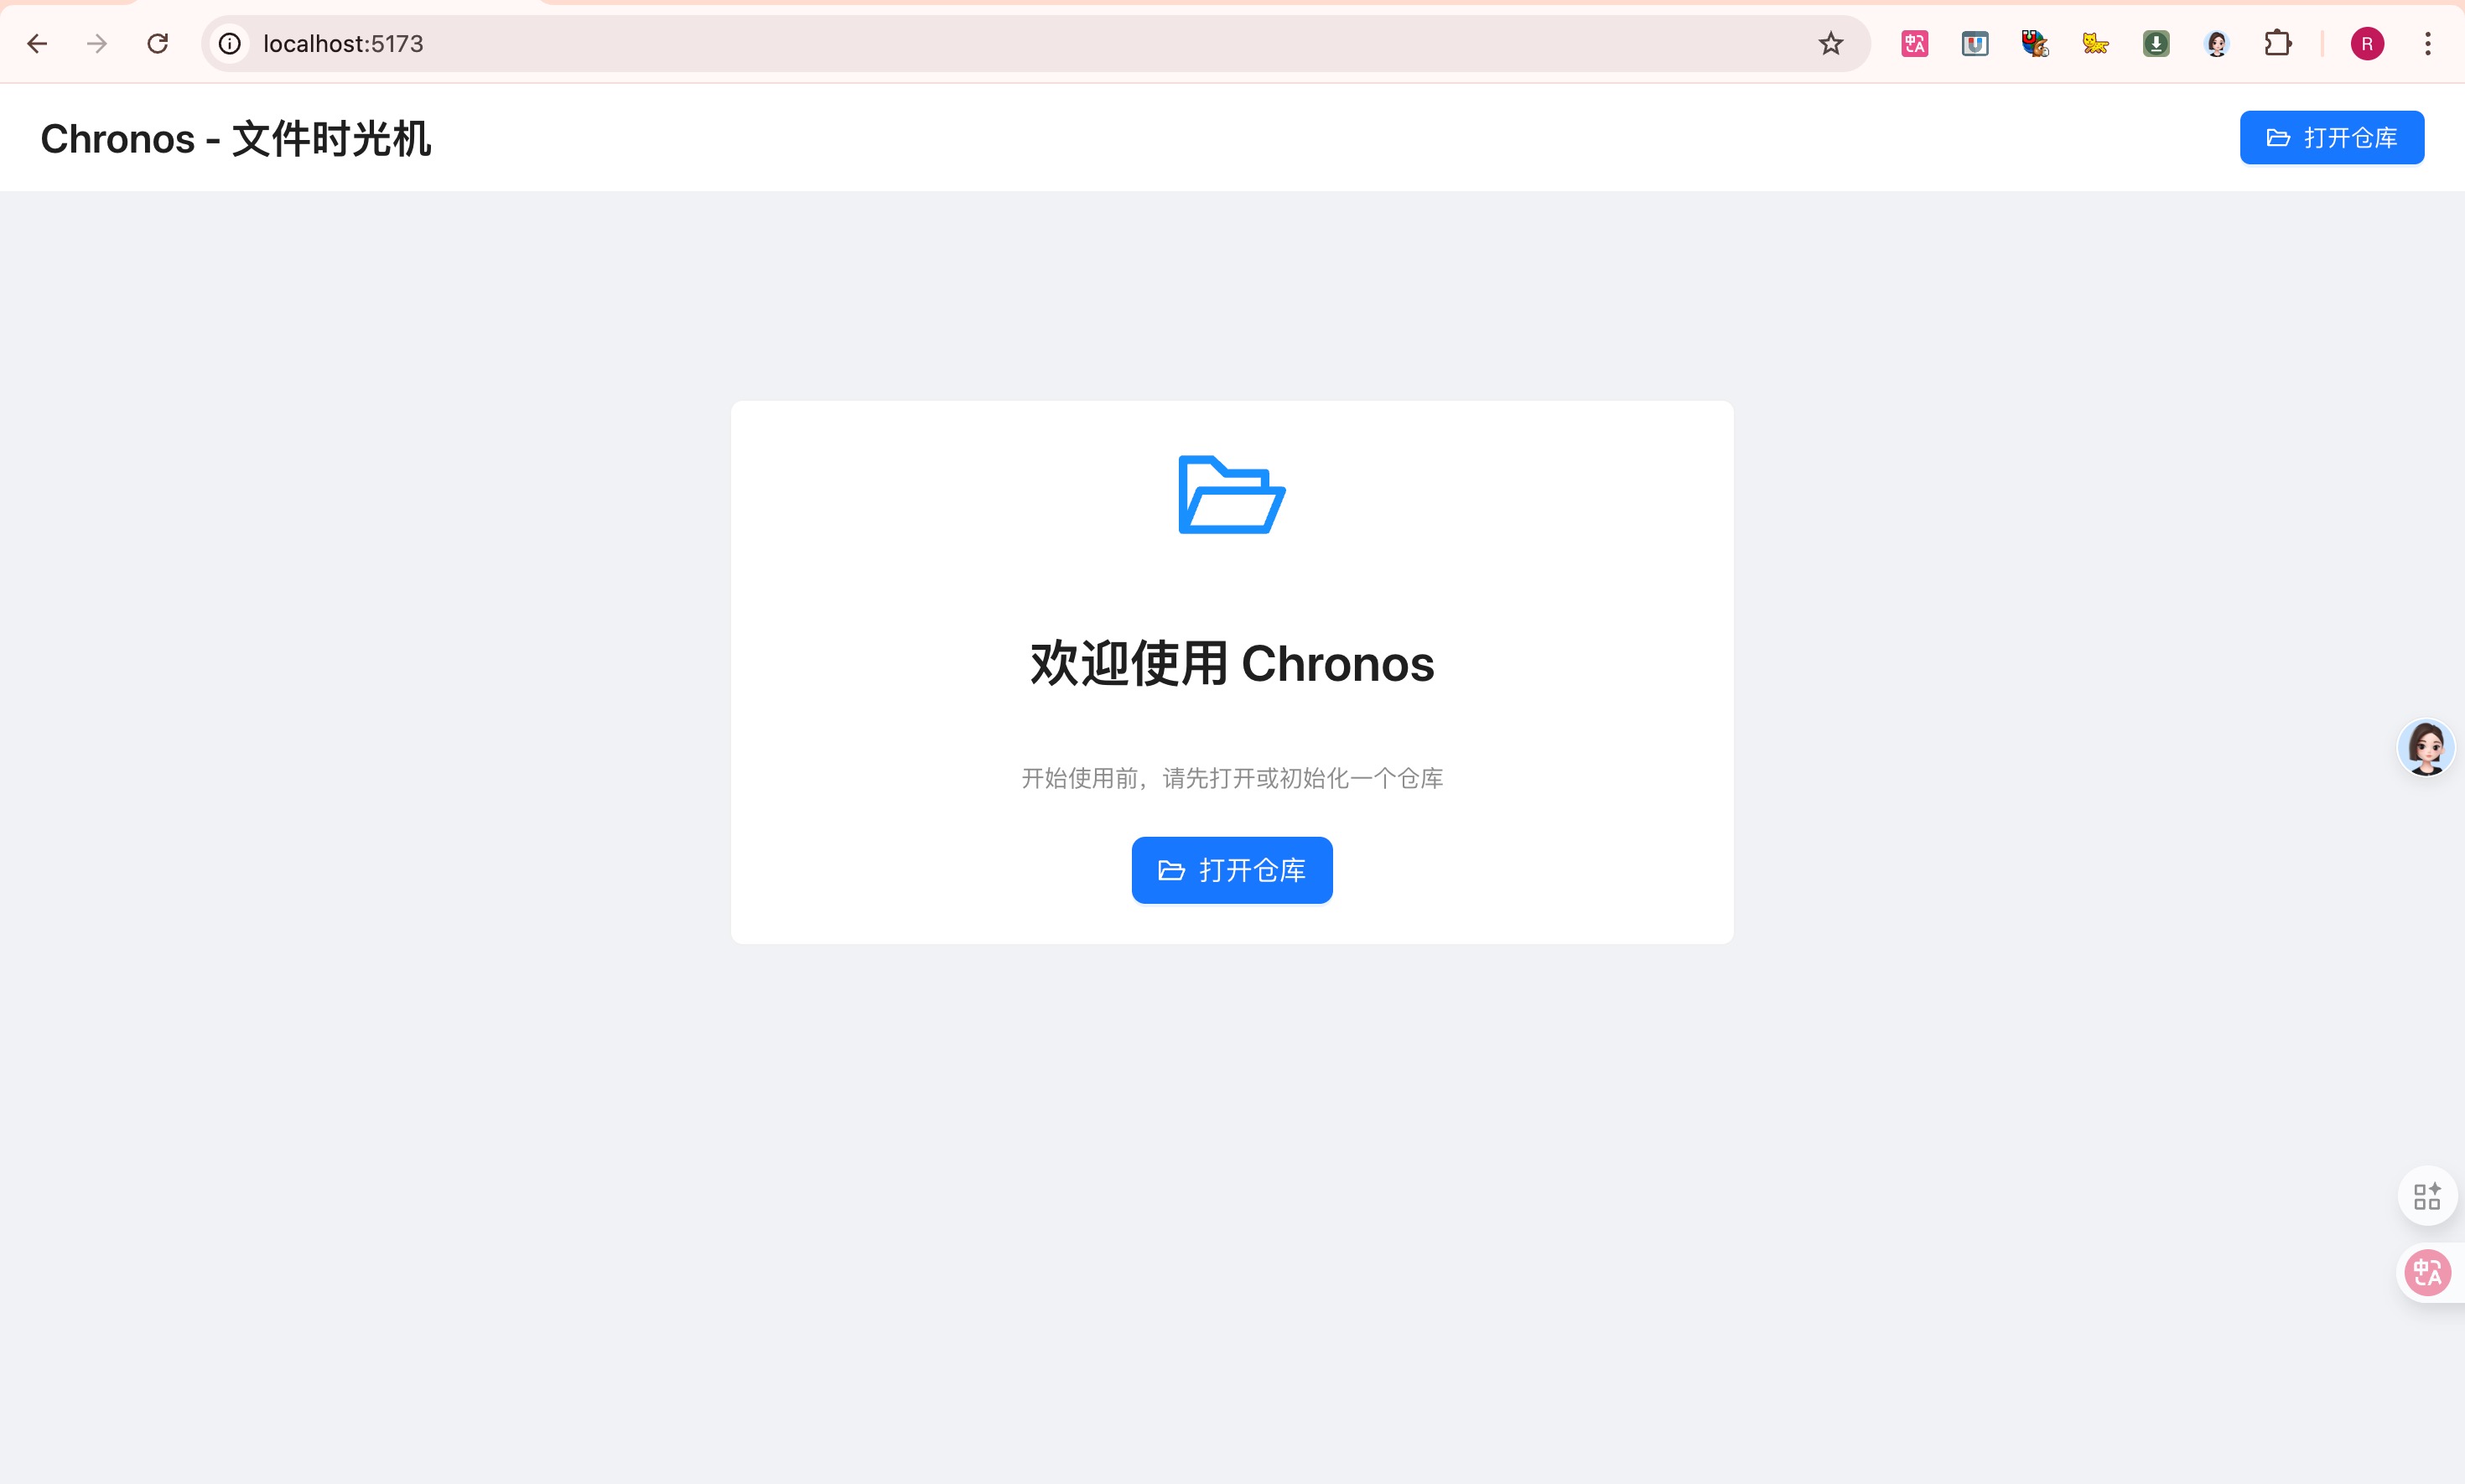 localhost:5173
R
Chronos - 文件时光机
打开仓库
欢迎使用 Chronos
开始使用前，请先打开或初始化一个仓库
打开仓库